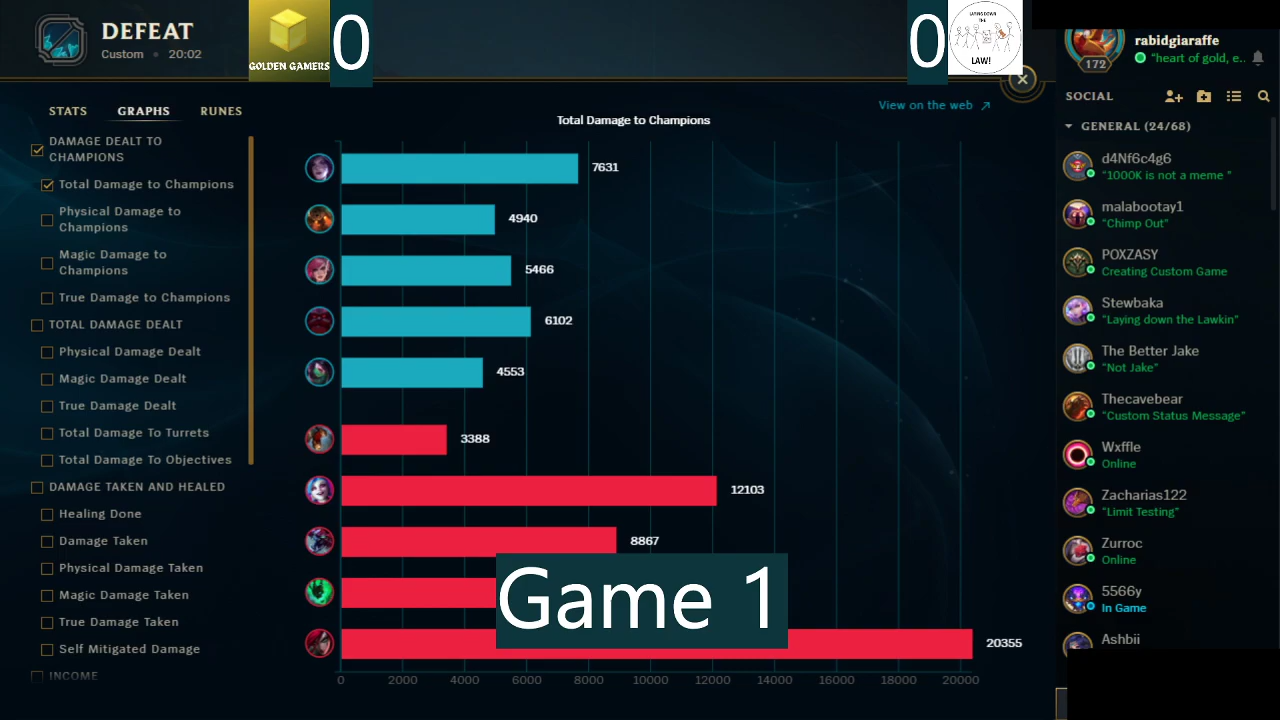 DEFEAT
Custom • 20:02
GOLDEN GAMERS
0
0
LAYING DOWN
THE
LAW!
172
rabidgiaraffe
"heart of gold, e..
STATS
GRAPHS
RUNES
View on the web
SOCIAL
GENERAL (24/68)
DAMAGE DEALT TO
CHAMPIONS
Total Damage to Champions
Physical Damage to
Champions
Magic Damage to
Champions
True Damage to Champions
TOTAL DAMAGE DEALT
Physical Damage Dealt
Magic Damage Dealt
True Damage Dealt
Total Damage To Turrets
Total Damage To Objectives
DAMAGE TAKEN AND HEALED
Healing Done
Damage Taken
Physical Damage Taken
Magic Damage Taken
True Damage Taken
Self Mitigated Damage
INCOME
Total Damage to Champions
7631
4940
5466
6102
4553
3388
12103
8867
20355
Game 1
0 2000 4000 6000 8000 10000 12000 14000 16000 18000 20000
d4Nf6c4g6
"1000K is not a meme "
malabootay1
"Chimp Out"
POXZASY
Creating Custom Game
Stewbaka
"Laying down the Lawkin"
The Better Jake
"Not Jake"
Thecavebear
"Custom Status Message"
Wxffle
Online
Zacharias122
"Limit Testing"
Zurroc
Online
5566y
In Game
Ashbii